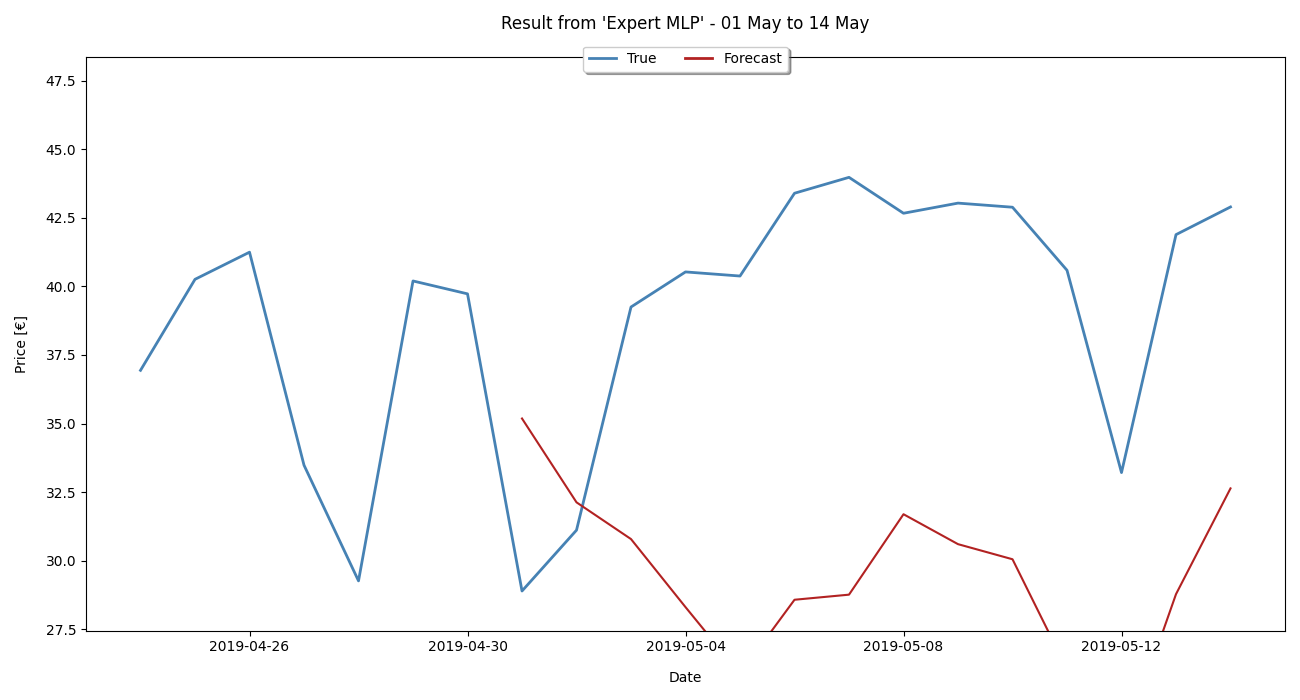 Result from 'Expert MLP' - 01 May to 14 May
True Forecast
47.5
45.0
42.5
40.0
37.5
35.0
32.5
30.0
27.5
Price [€]
2019-04-26 2019-04-30 2019-05-04 2019-05-08 2019-05-12
Date